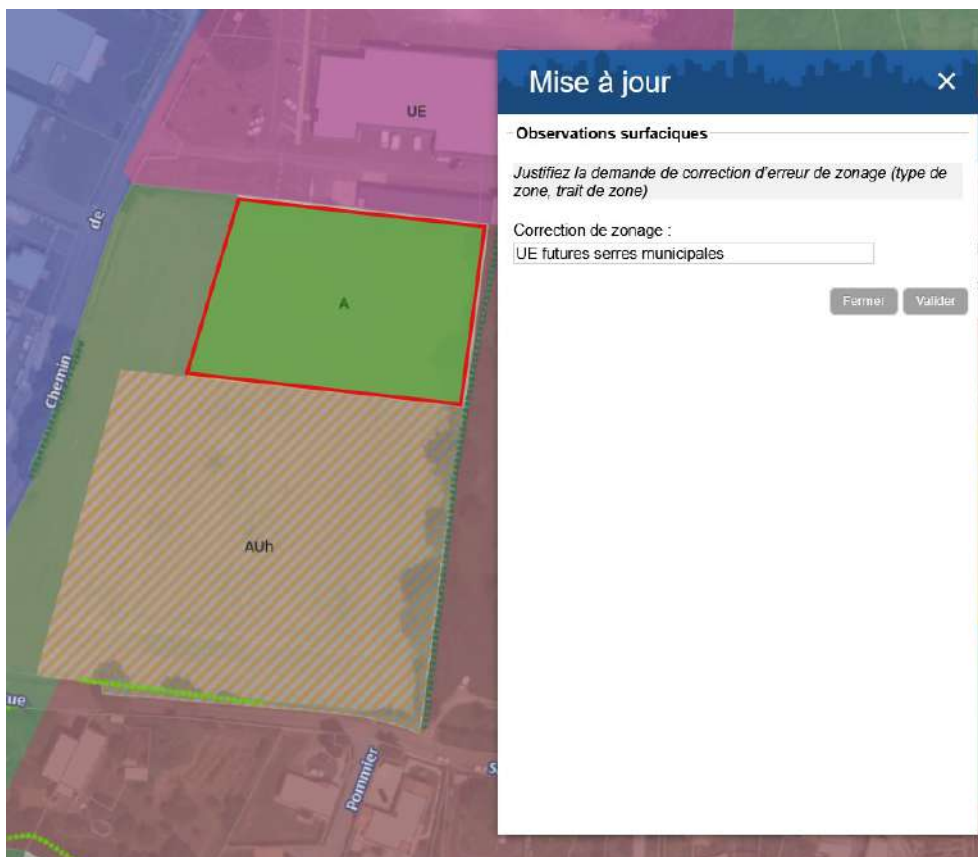 UE
de
A
Chemin
AUh
ue
Pommier
S
Mise à jour
Observations surfaciques
Justifiez la demande de correction d'erreur de zonage (type de
zone, trait de zone)
Correction de zonage :
UE futures serres municipales
Fermer Valider